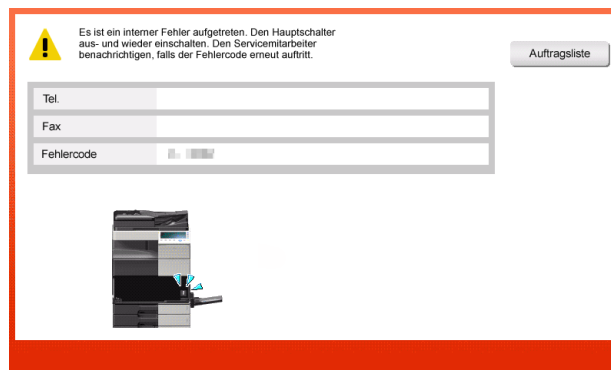 Es ist ein interner Fehler aufgetreten. Den Hauptschalter
aus- und wieder einschalten. Den Servicemitarbeiter
benachrichtigen, falls der Fehlercode erneut auftritt.
Auftragsliste
Tel.
Fax
Fehlercode